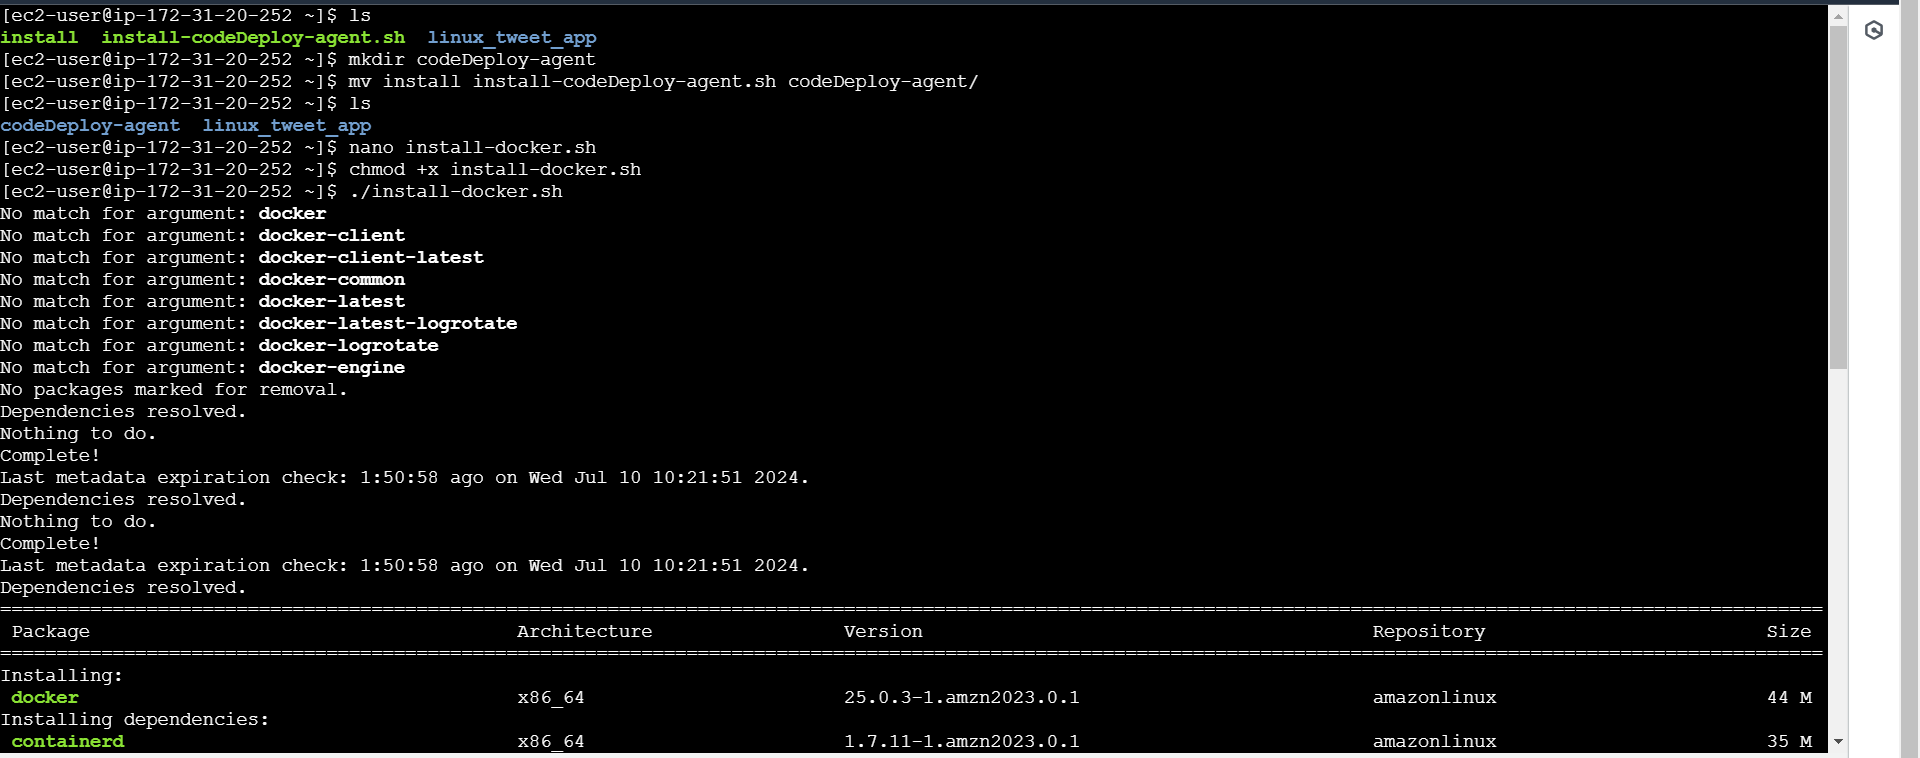 [ec2-user@ip-172-31-20-252 ~]$ ls
install  install-codeDeploy-agent.sh  linux_tweet_app
[ec2-user@ip-172-31-20-252 ~]$ mkdir codeDeploy-agent
[ec2-user@ip-172-31-20-252 ~]$ mv install install-codeDeploy-agent.sh codeDeploy-agent/
[ec2-user@ip-172-31-20-252 ~]$ ls
codeDeploy-agent  linux_tweet_app
[ec2-user@ip-172-31-20-252 ~]$ nano install-docker.sh
[ec2-user@ip-172-31-20-252 ~]$ chmod +x install-docker.sh
[ec2-user@ip-172-31-20-252 ~]$ ./install-docker.sh
No match for argument: docker
No match for argument: docker-client
No match for argument: docker-client-latest
No match for argument: docker-common
No match for argument: docker-latest
No match for argument: docker-latest-logrotate
No match for argument: docker-logrotate
No match for argument: docker-engine
No packages marked for removal.
Dependencies resolved.
Nothing to do.
Complete!
Last metadata expiration check: 1:50:58 ago on Wed Jul 10 10:21:51 2024.
Dependencies resolved.
Nothing to do.
Complete!
Last metadata expiration check: 1:50:58 ago on Wed Jul 10 10:21:51 2024.
Dependencies resolved.
Package  Architecture  Version  Repository  Size
Installing:
docker  x86_64  25.0.3-1.amzn2023.0.1  amazonlinux  44 M
Installing dependencies:
containerd  x86_64  1.7.11-1.amzn2023.0.1  amazonlinux  35 M